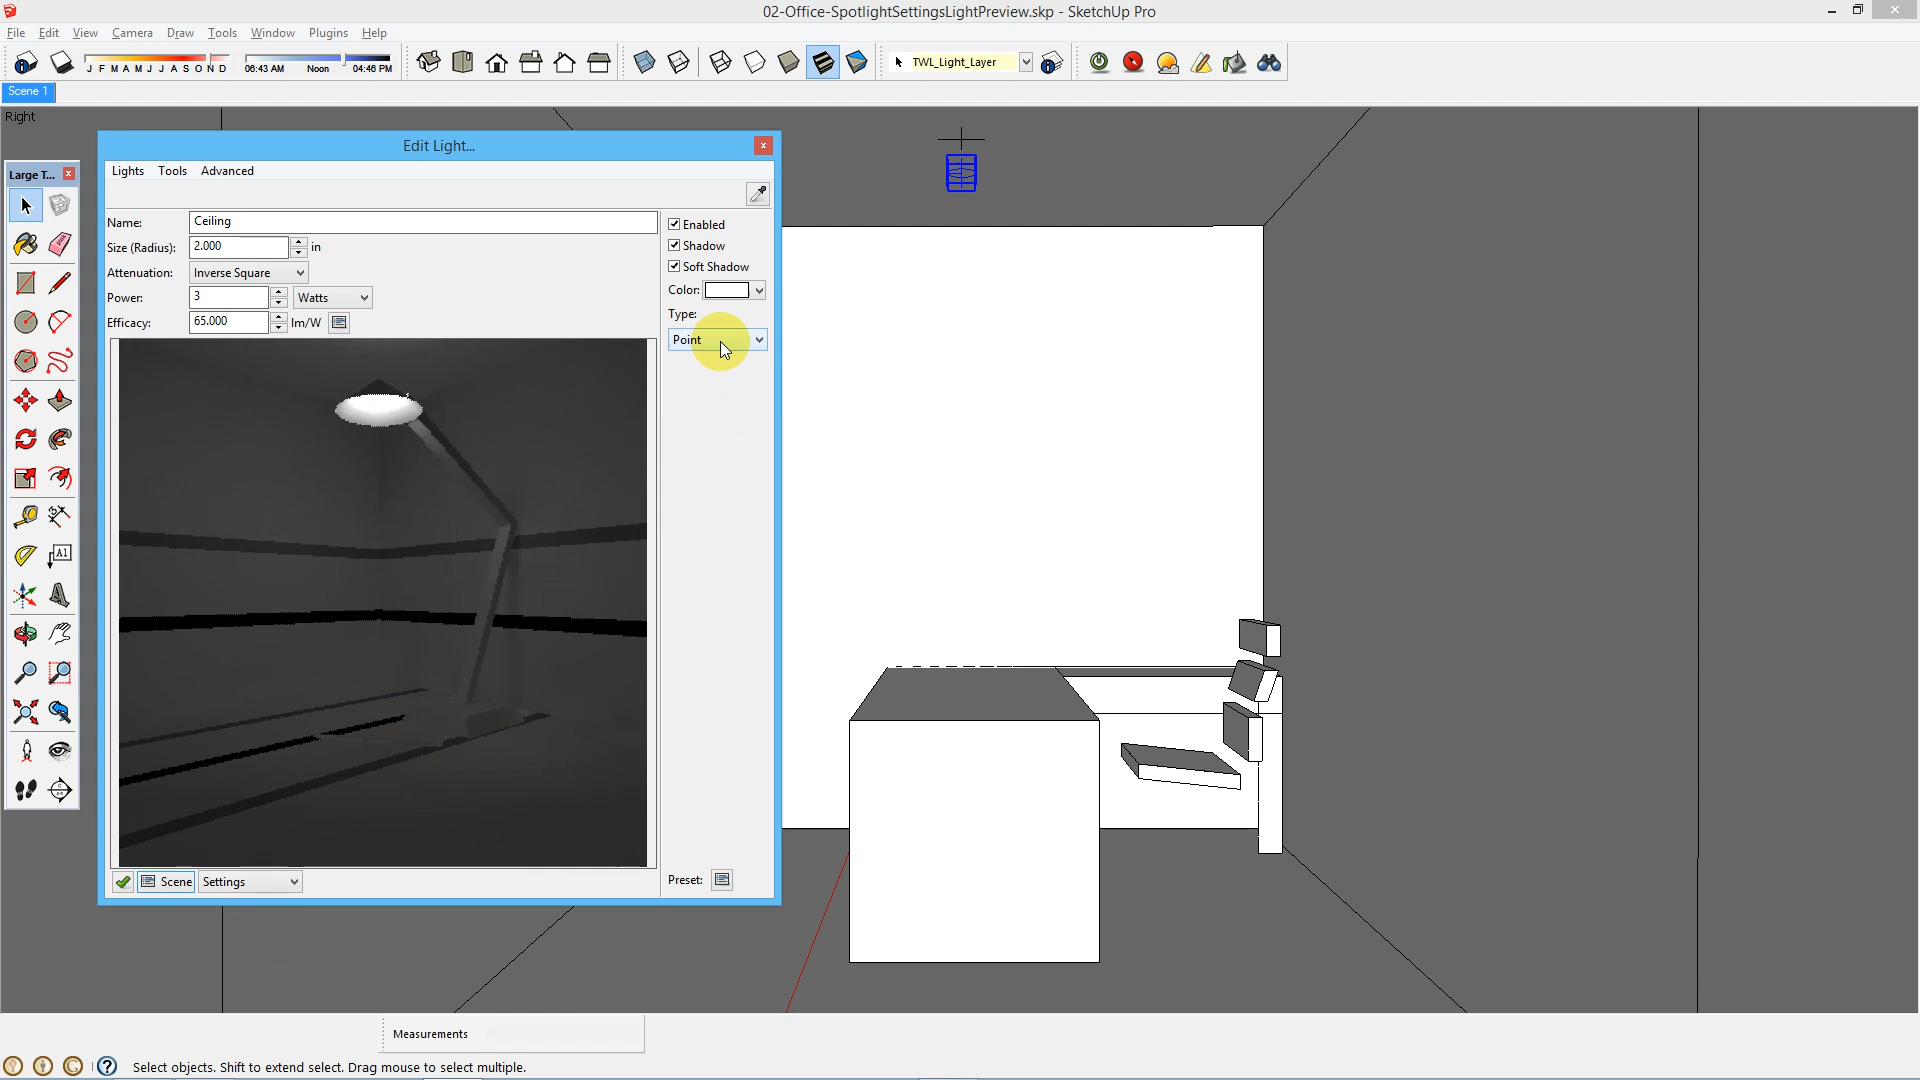 02-Office-SpotlightSettingsLightPreview.skp - SketchUp Pro
File Edit View Camera Draw Tools Window Plugins Help
J F M A M J J A S O N D 06:43 AM Noon 04:46 PM TWL_Light_Layer
Scene 1
Right
Edit Light...
Large T...
Lights Tools Advanced
Name: Ceiling
Enabled
Size (Radius): 2.000 in
Shadow
Attenuation: Inverse Square
Soft Shadow
Power: 3 Watts
Color:
Efficacy: 65.000 lm/W
Type:
Point
A1
Scene Settings
Preset:
Measurements
Select objects. Shift to extend select. Drag mouse to select multiple.